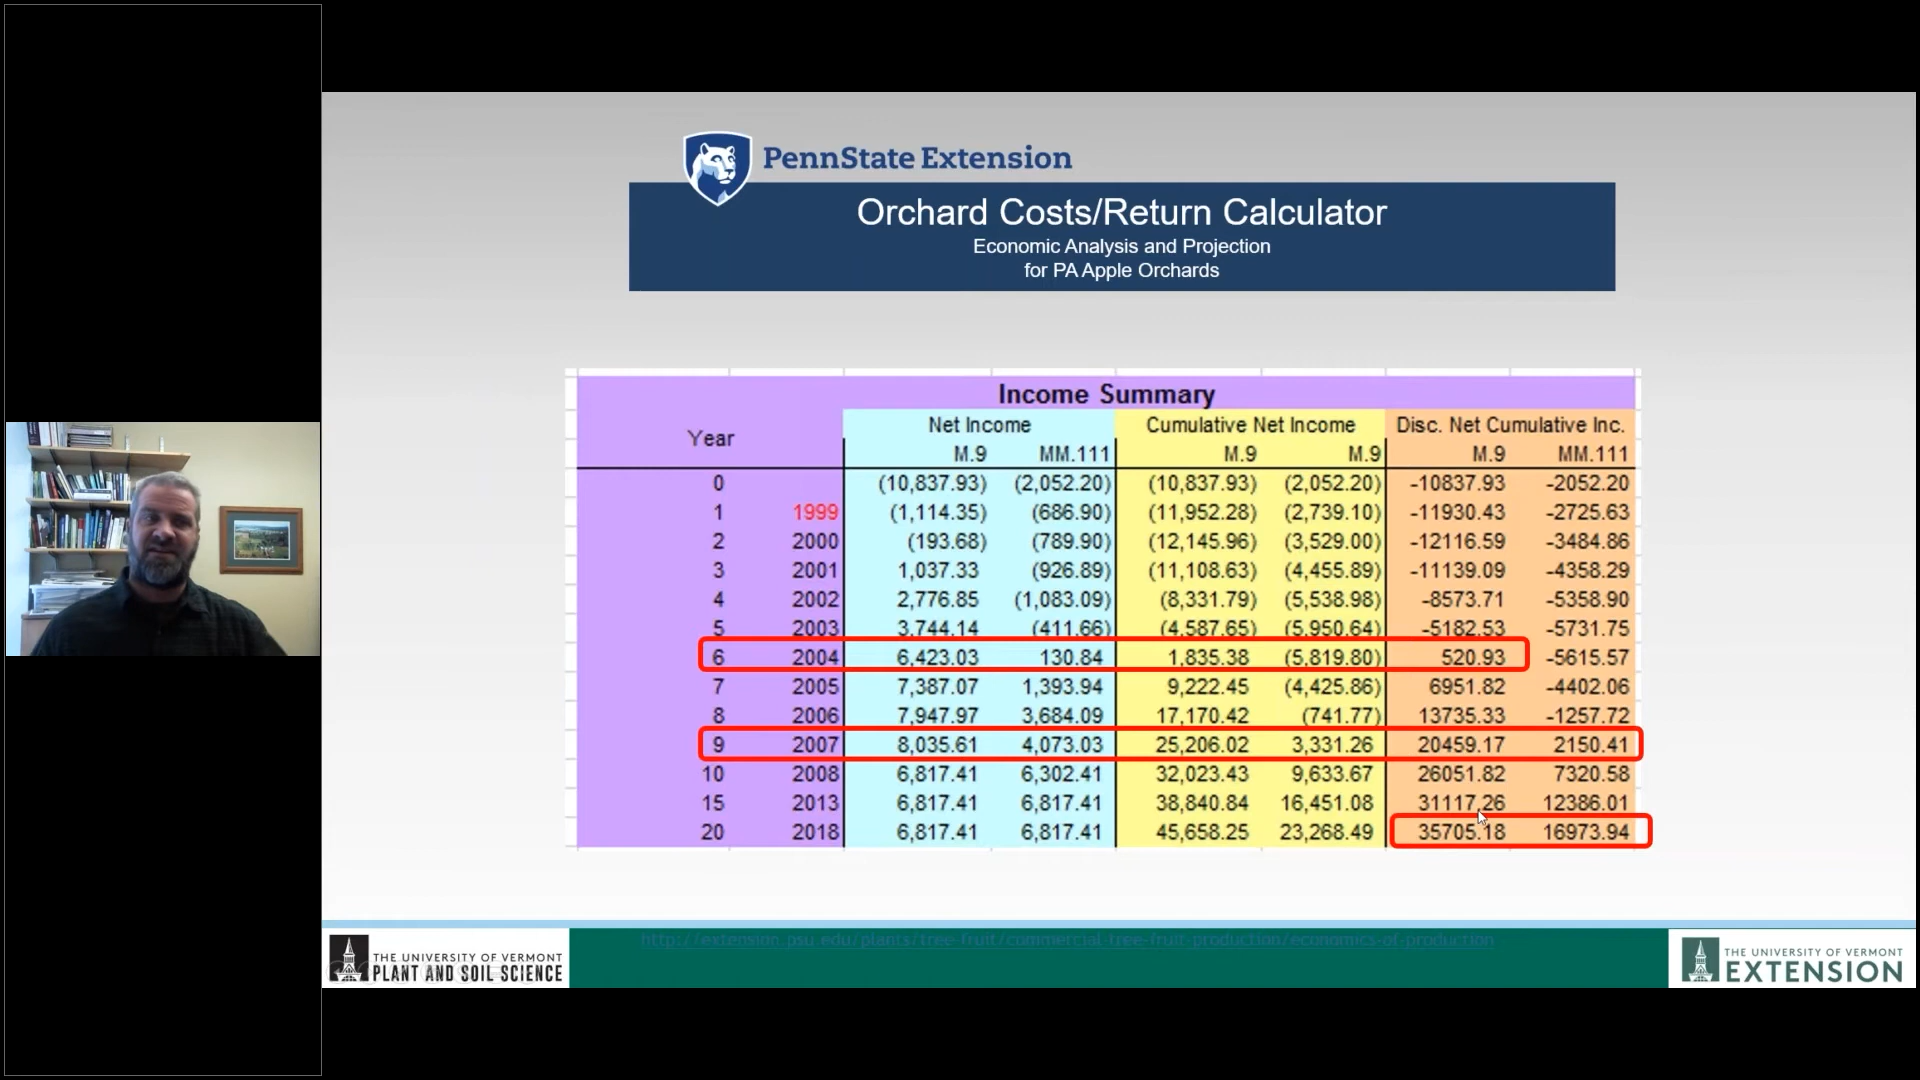 PennState Extension
Orchard Costs/Return Calculator
Economic Analysis and Projection
for PA Apple Orchards
Income Summary
Year Net Income Cumulative Net Income Disc. Net Cumulative Inc.
M.9 MM.111 M.9 M.9 M.9 MM.111
0 (10,837.93) (2,052.20) (10,837.93) (2,052.20) -10837.93 -2052.20
1 1999 (1,114.35) (686.90) (11,952.28) (2,739.10) -11930.43 -2725.63
2 2000 (193.68) (789.90) (12,145.96) (3,529.00) -12116.59 -3484.86
3 2001 1,037.33 (926.89) (11,108.63) (4,455.89) -11139.09 -4358.29
4 2002 2,776.85 (1,083.09) (8,331.79) (5,538.98) -8573.71 -5358.90
5 2003 3,744.14 (411.66) (4,587.65) (5,950.64) -5182.53 -5731.75
6 2004 6,423.03 130.84 1,835.38 (5,819.80) 520.93 -5615.57
7 2005 7,387.07 1,393.94 9,222.45 (4,425.86) 6951.82 -4402.06
8 2006 7,947.97 3,684.09 17,170.42 (741.77) 13735.33 -1257.72
9 2007 8,035.61 4,073.03 25,206.02 3,331.26 20459.17 2150.41
10 2008 6,817.41 6,302.41 32,023.43 9,633.67 26051.82 7320.58
15 2013 6,817.41 6,817.41 38,840.84 16,451.08 31117.26 12386.01
20 2018 6,817.41 6,817.41 45,658.25 23,268.49 35705.18 16973.94
http://extension.psu.edu/plants/tree-fruit/commercial-tree-fruit-production/economics-of-production
THE UNIVERSITY OF VERMONT
PLANT AND SOIL SCIENCE
THE UNIVERSITY OF VERMONT
EXTENSION